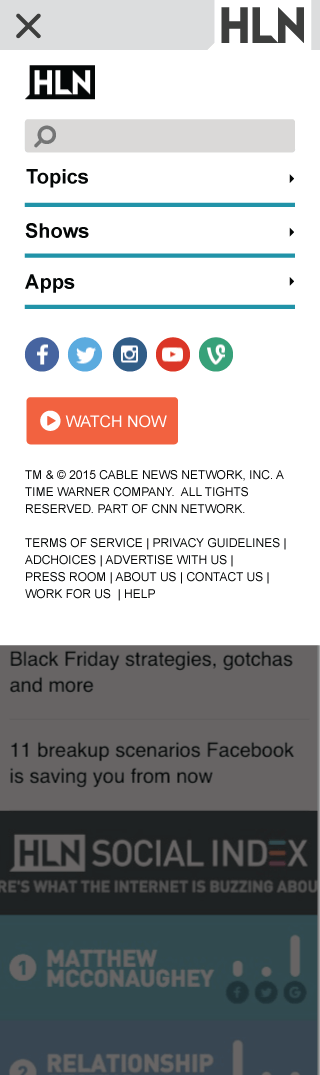 HLN
HLN
Topics
Shows
Apps
WATCH NOW
TM & © 2015 CABLE NEWS NETWORK, INC. A
TIME WARNER COMPANY. ALL TIGHTS
RESERVED. PART OF CNN NETWORK.
TERMS OF SERVICE | PRIVACY GUIDELINES |
ADCHOICES | ADVERTISE WITH US |
PRESS ROOM | ABOUT US | CONTACT US |
WORK FOR US | HELP
Black Friday strategies, gotchas
and more
11 breakup scenarios Facebook
is saving you from now
HLN SOCIAL INDEX
RE'S WHAT THE INTERNET IS BUZZING ABOU
1 MATTHEW
MCCONAUGHEY
2 RELATIONSHIP